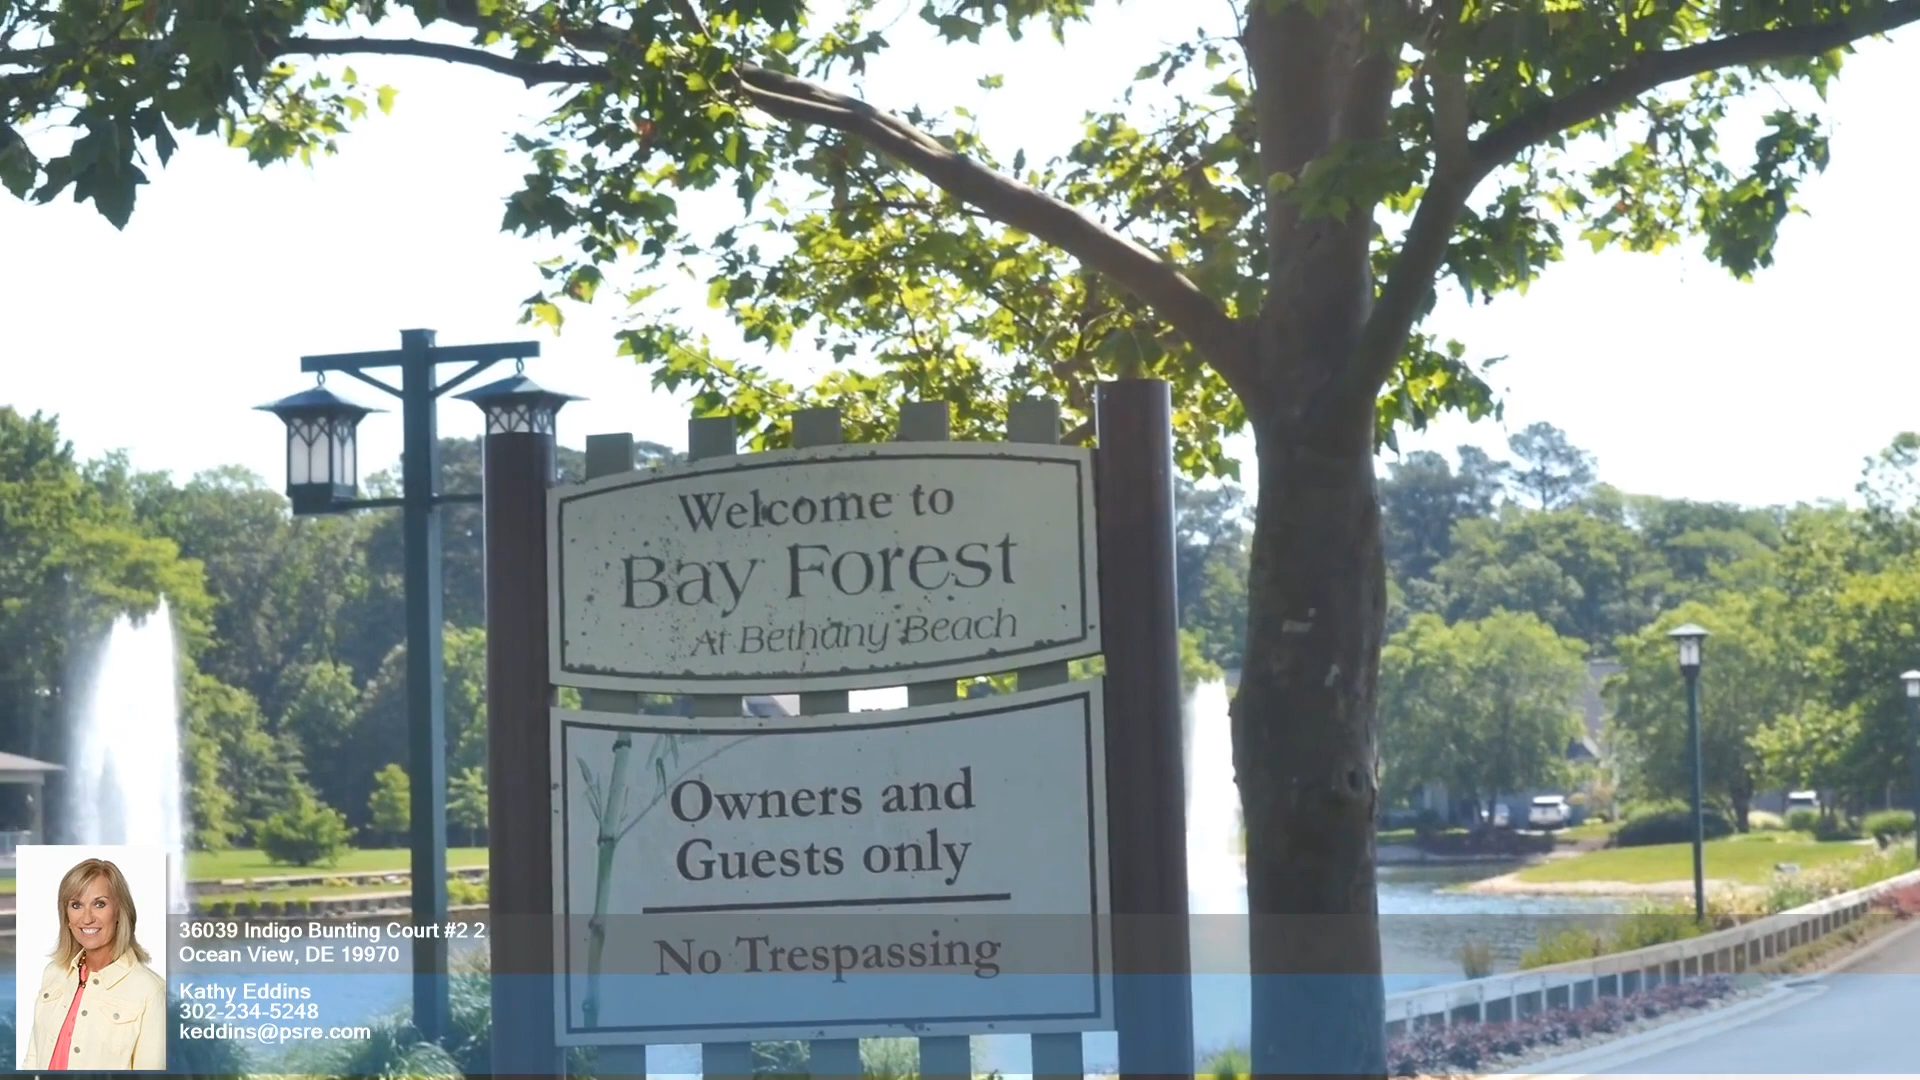 Welcome to
Bay Forest
At Bethany Beach
Owners and
Guests only
No Trespassing
36039 Indigo Bunting Court #2 2
Ocean View, DE 19970
Kathy Eddins
302-234-5248
keddins@psre.com